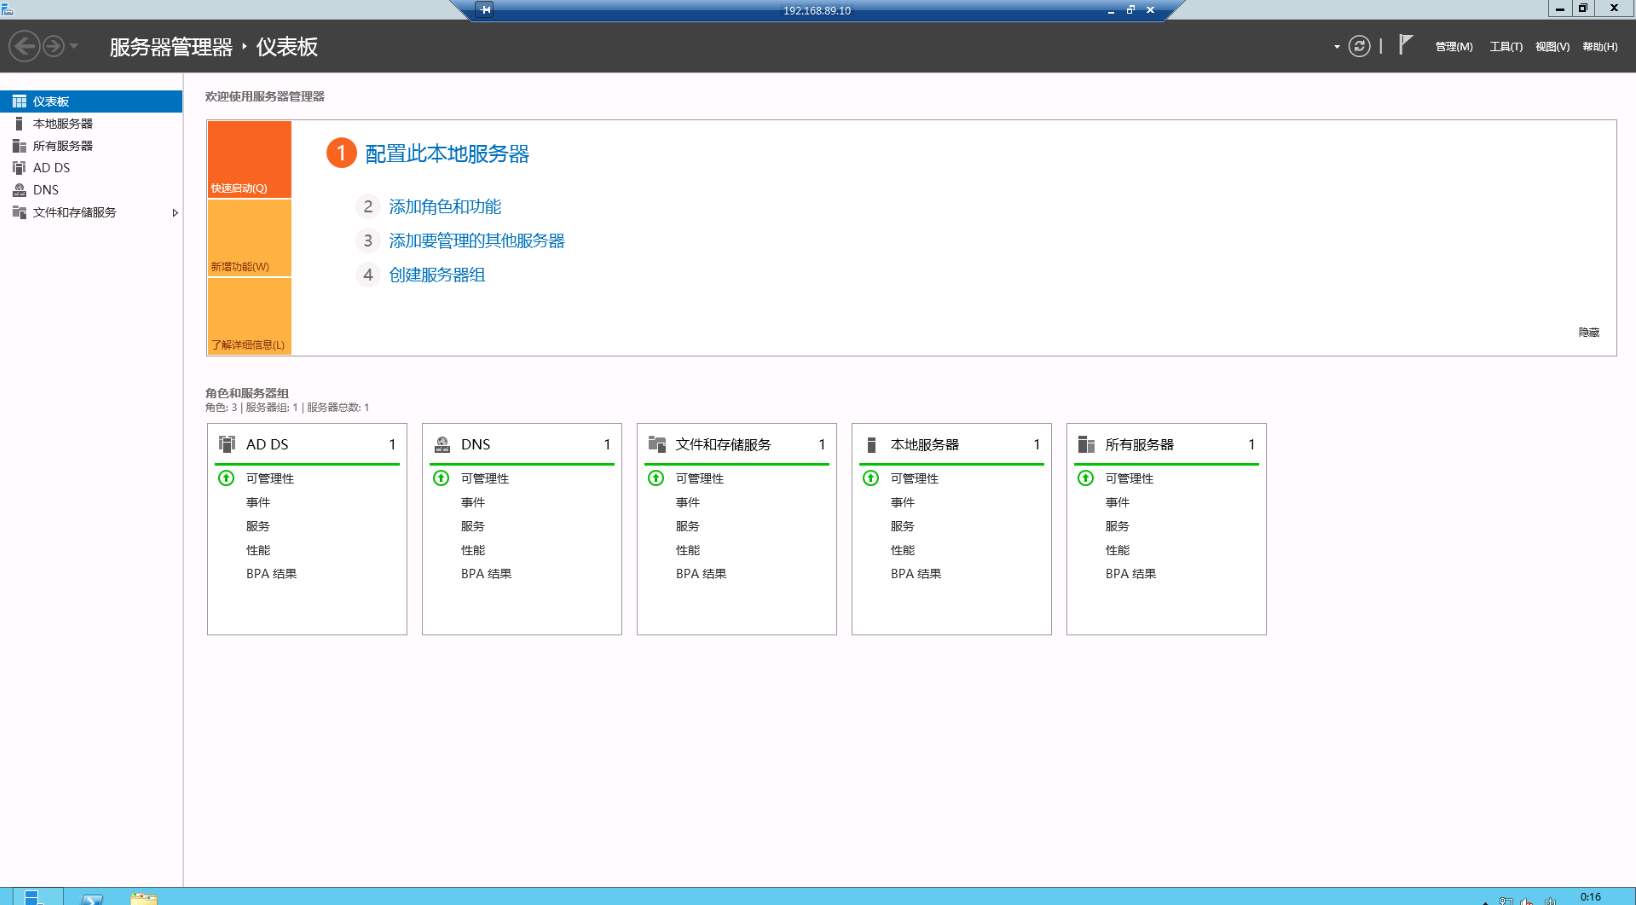 192.168.89.10
服务器管理器 · 仪表板
管理(M) 工具(T) 视图(V) 帮助(H)
仪表板
本地服务器
所有服务器
AD DS
DNS
文件和存储服务
欢迎使用服务器管理器
快速启动(Q)
新增功能(W)
了解详细信息(L)
1 配置此本地服务器
2 添加角色和功能
3 添加要管理的其他服务器
4 创建服务器组
隐藏
角色和服务器组
角色: 3 | 服务器组: 1 | 服务器总数: 1
AD DS 1
可管理性
事件
服务
性能
BPA 结果
DNS 1
可管理性
事件
服务
性能
BPA 结果
文件和存储服务 1
可管理性
事件
服务
性能
BPA 结果
本地服务器 1
可管理性
事件
服务
性能
BPA 结果
所有服务器 1
可管理性
事件
服务
性能
BPA 结果
0:16